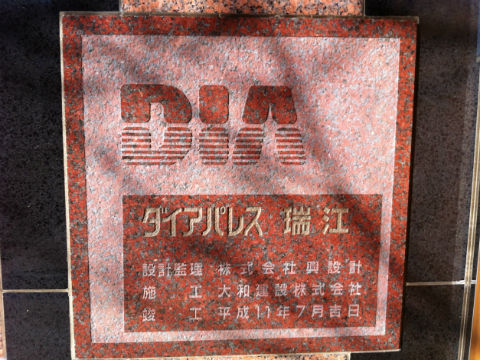 DIA
ダイアパレス 瑞江
設計監理 株式会社興設計
施工 大和建設株式会社
竣工 平成11年7月吉日